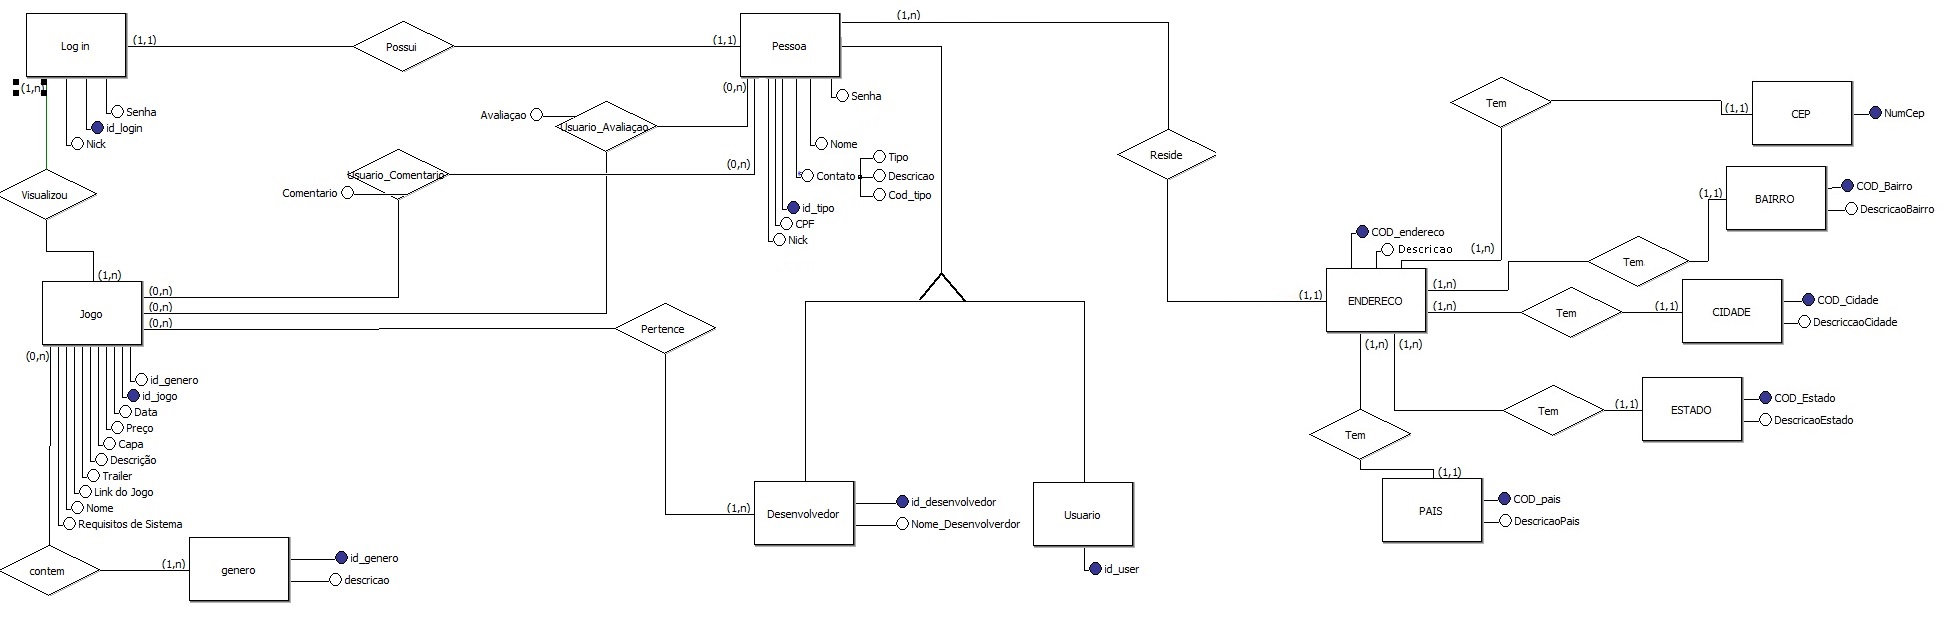 (1,n)
Log in
(1,1)
Possui
(1,1)
Pessoa
(1,n)
(0,n)
Senha
id_login
Nick
Avaliaçao
Usuario_Avaliaçao
Senha
Nome
Contato
Tipo
Descricao
Cod_tipo
id_tipo
CPF
Nick
(0,n)
Usuario_Comentario
Comentario
Visualizou
(1,n)
Jogo
(0,n)
(0,n)
(0,n)
Pertence
(0,n)
id_genero
id_jogo
Data
Preço
Capa
Descrição
Trailer
Link do Jogo
Nome
Requisitos de Sistema
contem
(1,n)
genero
id_genero
descricao
(1,n)
Desenvolvedor
id_desenvolvedor
Nome_Desenvolverdor
Usuario
id_user
Reside
(1,1)
ENDERECO
COD_endereco
Descricao
(1,n)
Tem
(1,1)
CEP
NumCep
(1,n)
Tem
(1,1)
BAIRRO
COD_Bairro
DescricaoBairro
(1,n)
Tem
(1,1)
CIDADE
COD_Cidade
DescriccaoCidade
(1,n)
(1,n)
Tem
(1,1)
ESTADO
COD_Estado
DescricaoEstado
Tem
(1,1)
PAIS
COD_pais
DescricaoPais